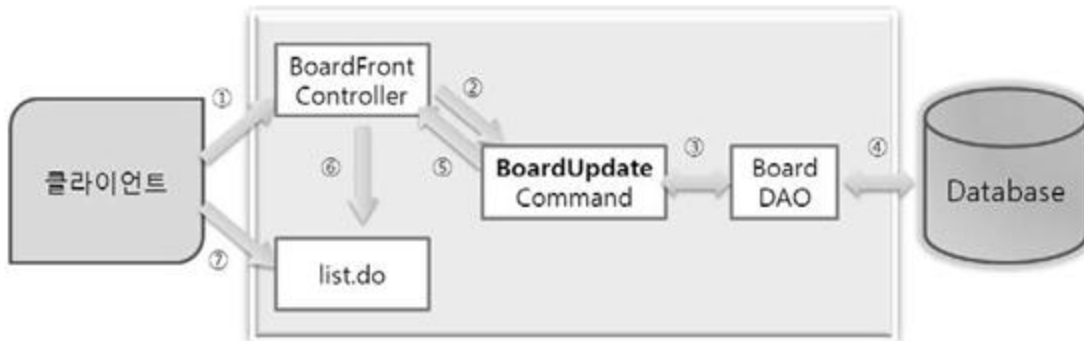 클라이언트
①
BoardFront
Controller
②
⑥
⑤
BoardUpdate
Command
③
Board
DAO
④
Database
⑦
list.do